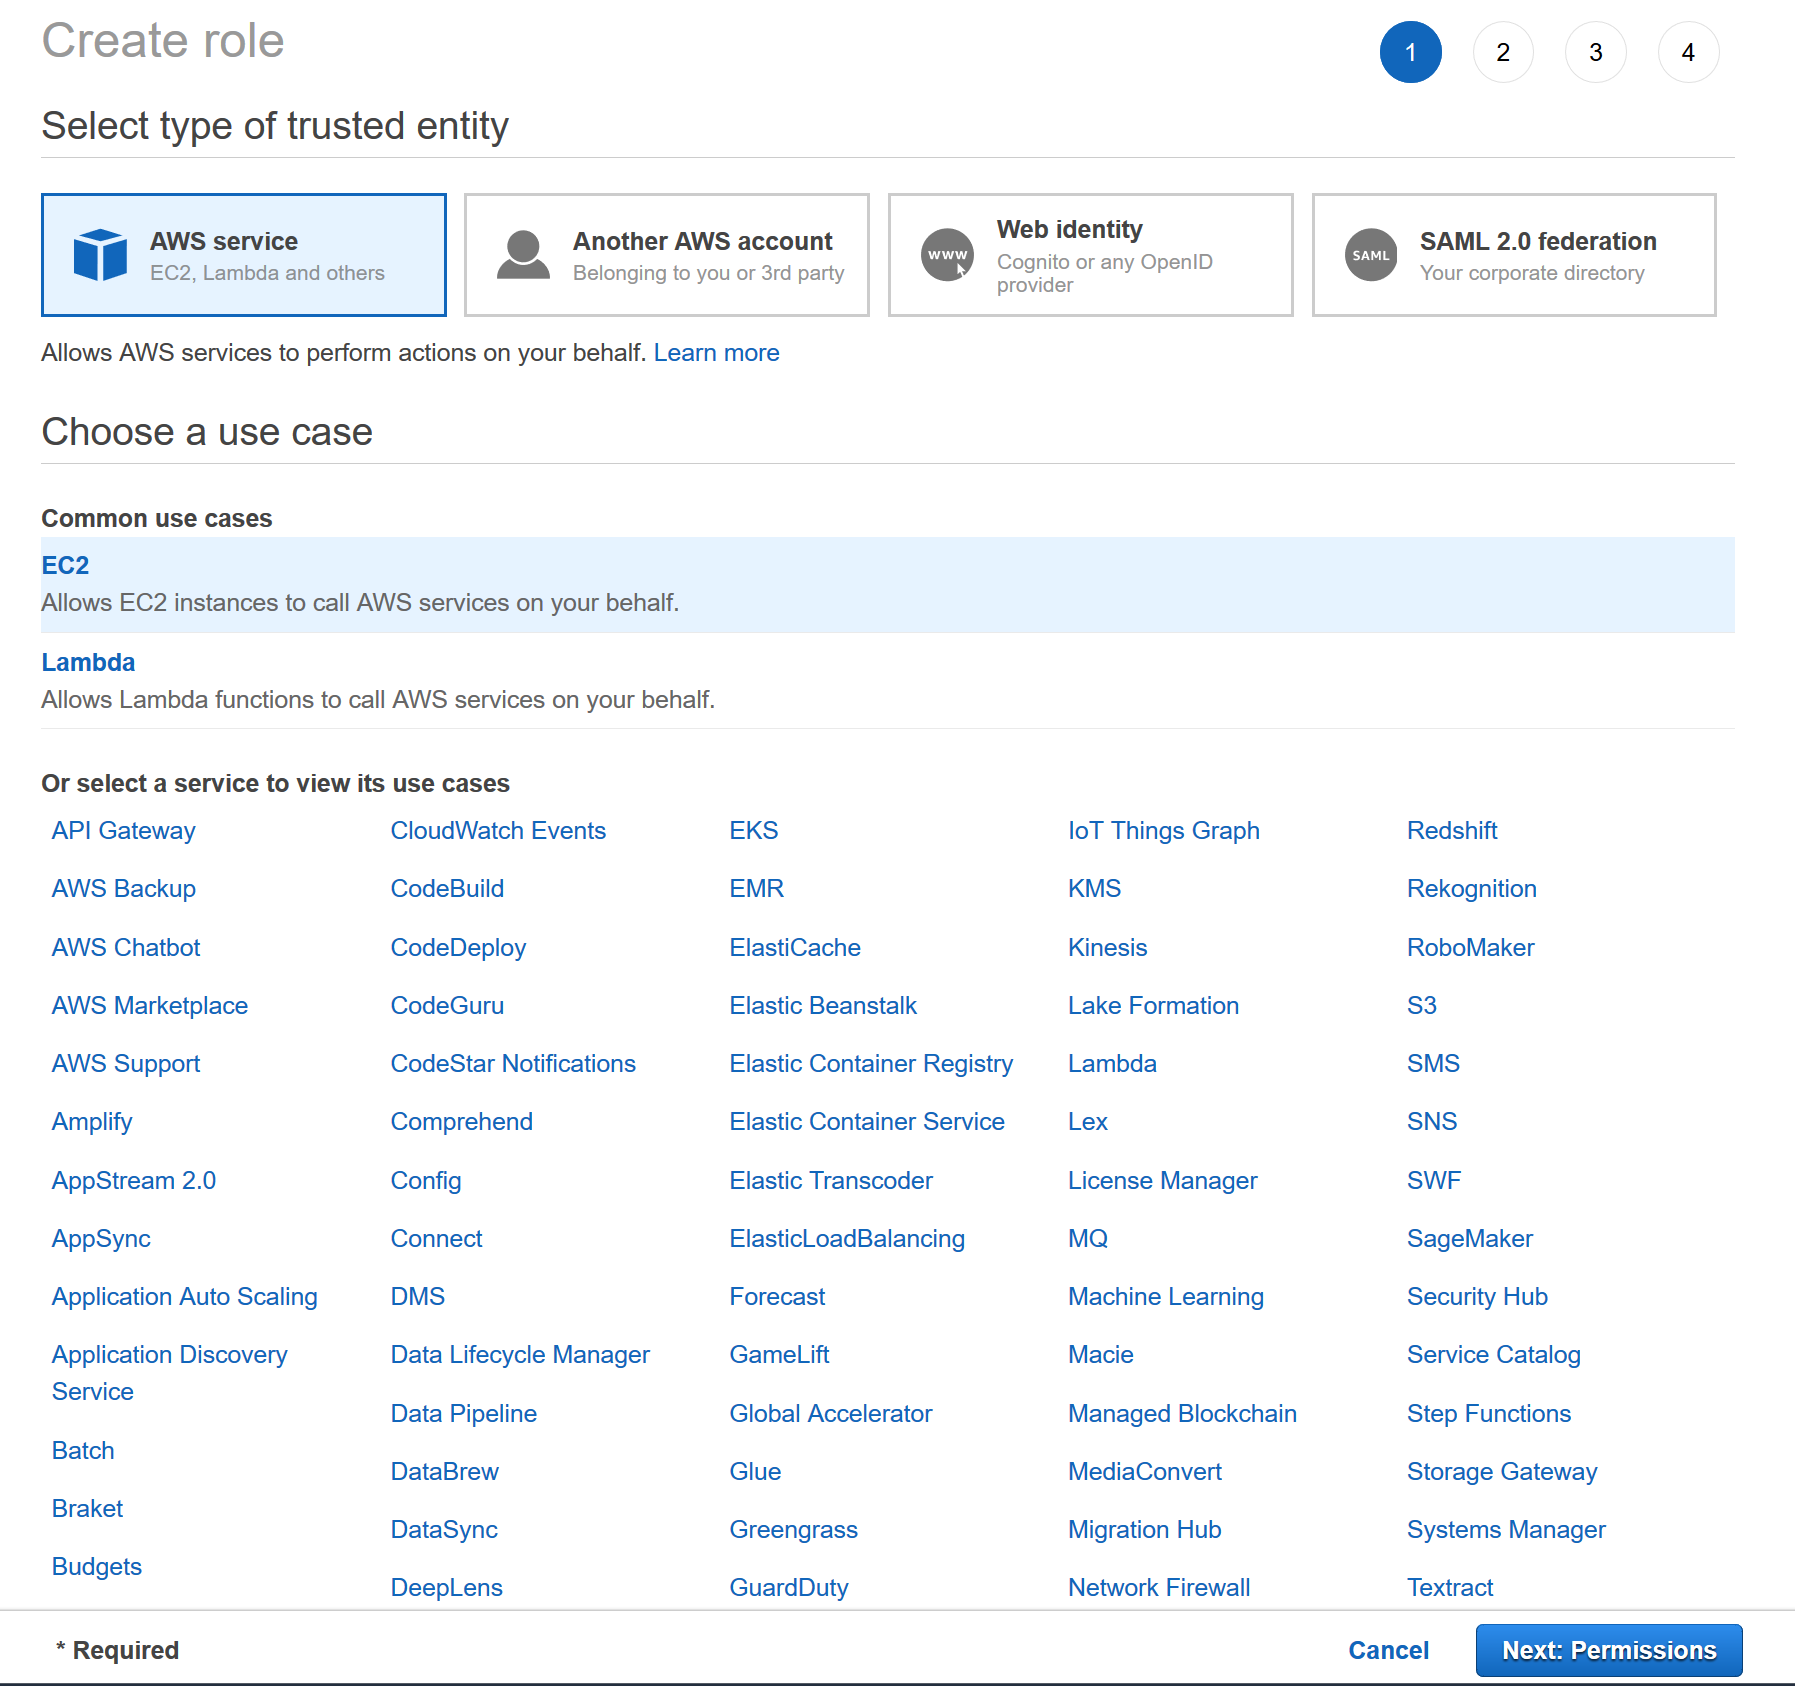 Create role
1
2
3
4
Select type of trusted entity
AWS service
EC2, Lambda and others
Another AWS account
Belonging to you or 3rd party
WWW
Web identity
Cognito or any OpenID
provider
SAML
SAML 2.0 federation
Your corporate directory
Allows AWS services to perform actions on your behalf. Learn more
Choose a use case
Common use cases
EC2
Allows EC2 instances to call AWS services on your behalf.
Lambda
Allows Lambda functions to call AWS services on your behalf.
Or select a service to view its use cases
API Gateway
AWS Backup
AWS Chatbot
AWS Marketplace
AWS Support
Amplify
AppStream 2.0
AppSync
Application Auto Scaling
Application Discovery
Service
Batch
Braket
Budgets
CloudWatch Events
CodeBuild
CodeDeploy
CodeGuru
CodeStar Notifications
Comprehend
Config
Connect
DMS
Data Lifecycle Manager
Data Pipeline
DataBrew
DataSync
DeepLens
EKS
EMR
ElastiCache
Elastic Beanstalk
Elastic Container Registry
Elastic Container Service
Elastic Transcoder
ElasticLoadBalancing
Forecast
GameLift
Global Accelerator
Glue
Greengrass
GuardDuty
IoT Things Graph
KMS
Kinesis
Lake Formation
Lambda
Lex
License Manager
MQ
Machine Learning
Macie
Managed Blockchain
MediaConvert
Migration Hub
Network Firewall
Redshift
Rekognition
RoboMaker
S3
SMS
SNS
SWF
SageMaker
Security Hub
Service Catalog
Step Functions
Storage Gateway
Systems Manager
Textract
* Required
Cancel
Next: Permissions